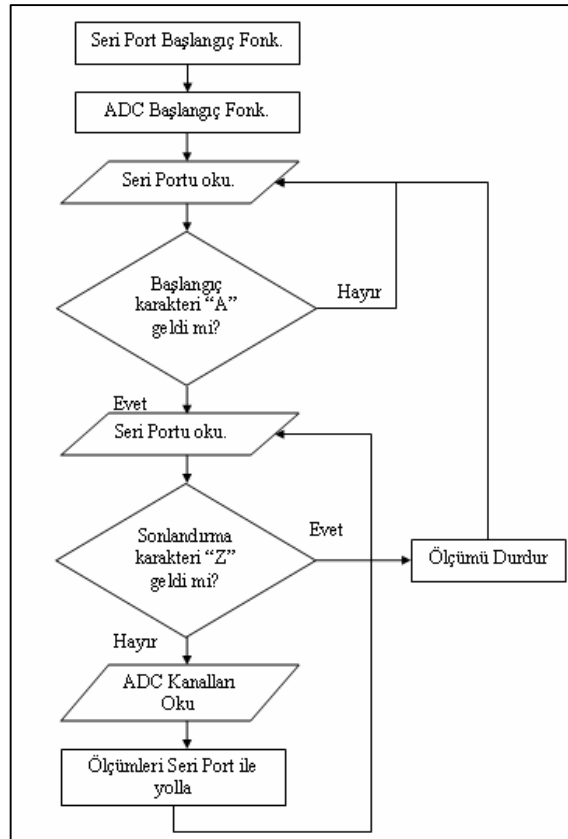 Seri Port Başlangıç Fonk.
ADC Başlangıç Fonk.
Seri Portu oku.
Başlangıç
karakteri “A”
geldi mi?
Hayır
Evet
Seri Portu oku.
Sonlandırma
karakteri “Z”
geldi mi?
Evet
Ölçümü Durdur
Hayır
ADC Kanalları
Oku
Ölçümleri Seri Port ile
yolla